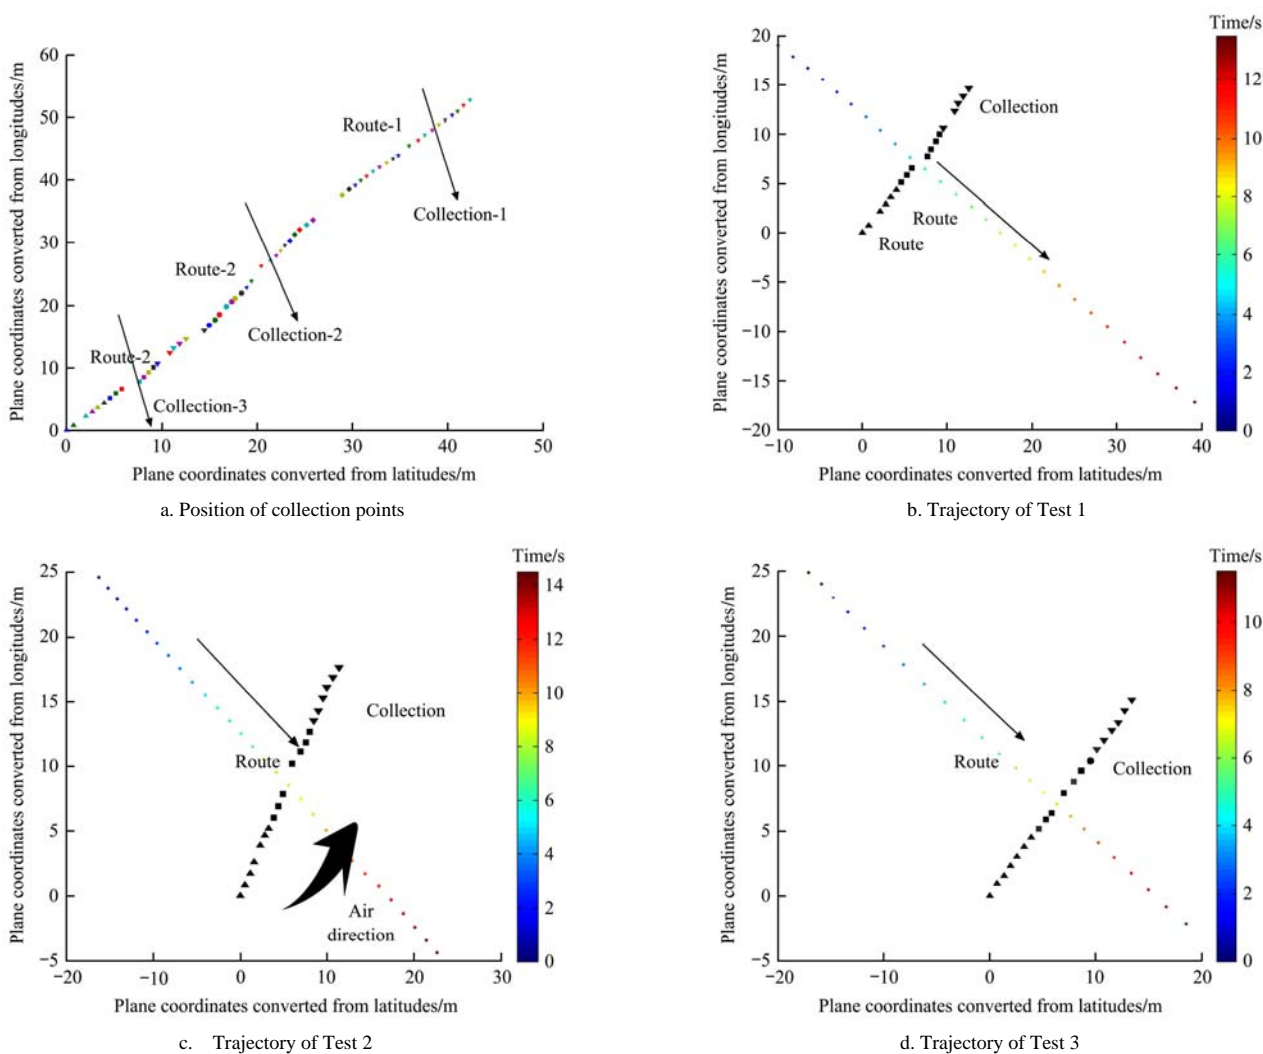 60
50
40
30
20
10
0
Plane coordinates converted from longitudes/m
Route-1
Collection-1
Route-2
Collection-2
Route-2
Collection-3
0 10 20 30 40 50
Plane coordinates converted from latitudes/m
a. Position of collection points
Time/s
20
15
10
5
0
−5
−10
−15
−20
Plane coordinates converted from longitudes/m
Collection
Route
Route
−10 0 10 20 30 40
12
10
8
6
4
2
0
Plane coordinates converted from latitudes/m
b. Trajectory of Test 1
Time/s
25
20
15
10
5
0
−5
Plane coordinates converted from longitudes/m
Collection
Route
Air
direction
−20 −10 0 10 20 30
14
12
10
8
6
4
2
0
Plane coordinates converted from latitudes/m
c. Trajectory of Test 2
Time/s
25
20
15
10
5
0
−5
Plane coordinates converted from longitudes/m
Route
Collection
−20 −10 0 10 20
10
8
6
4
2
0
Plane coordinates converted from latitudes/m
d. Trajectory of Test 3